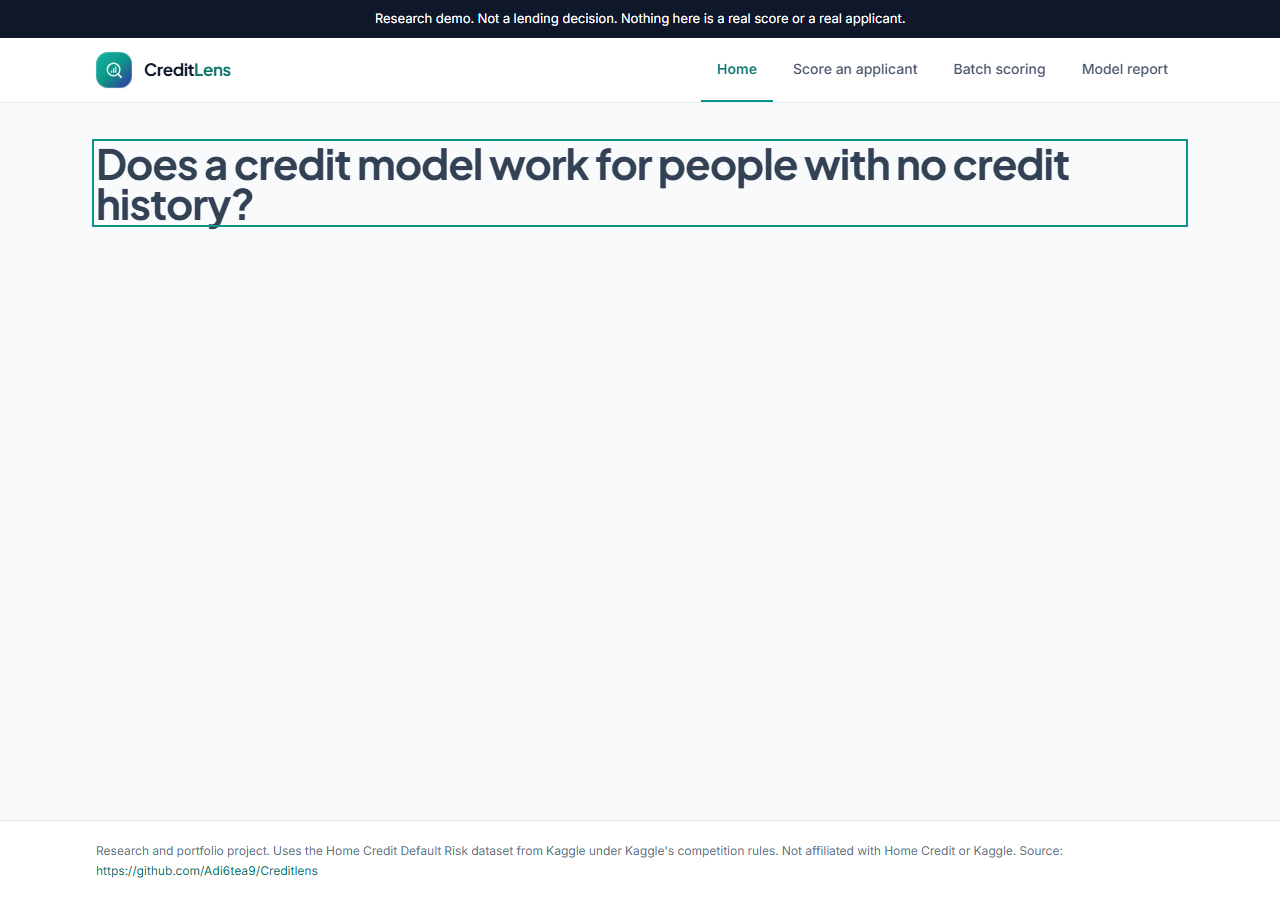 Research demo. Not a lending decision. Nothing here is a real score or a real applicant.
CreditLens
Home
Score an applicant
Batch scoring
Model report
Does a credit model work for people with no credit
history?
Research and portfolio project. Uses the Home Credit Default Risk dataset from Kaggle under Kaggle's competition rules. Not affiliated with Home Credit or Kaggle. Source:
https://github.com/Adi6tea9/Creditlens